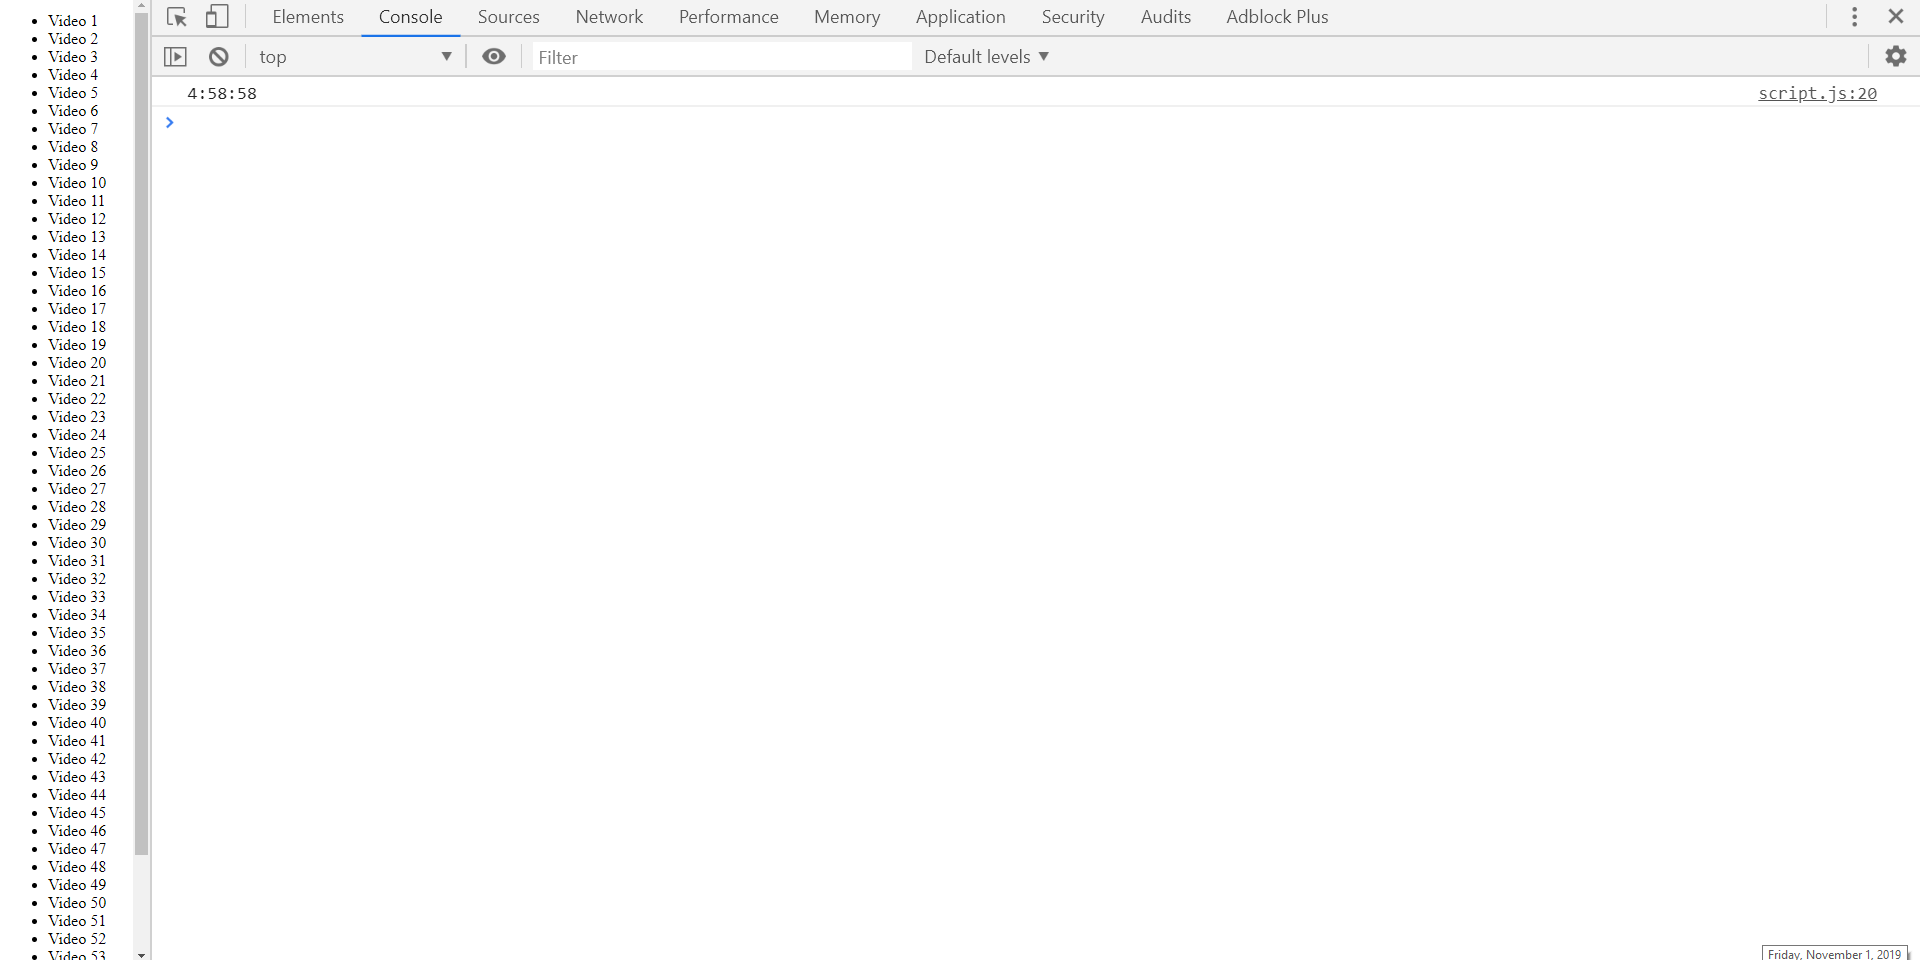 Video 1
Video 2
Video 3
Video 4
Video 5
Video 6
Video 7
Video 8
Video 9
Video 10
Video 11
Video 12
Video 13
Video 14
Video 15
Video 16
Video 17
Video 18
Video 19
Video 20
Video 21
Video 22
Video 23
Video 24
Video 25
Video 26
Video 27
Video 28
Video 29
Video 30
Video 31
Video 32
Video 33
Video 34
Video 35
Video 36
Video 37
Video 38
Video 39
Video 40
Video 41
Video 42
Video 43
Video 44
Video 45
Video 46
Video 47
Video 48
Video 49
Video 50
Video 51
Video 52
Video 53
Elements Console Sources Network Performance Memory Application Security Audits Adblock Plus
top Filter Default levels
4:58:58 script.js:20
Friday, November 1, 2019